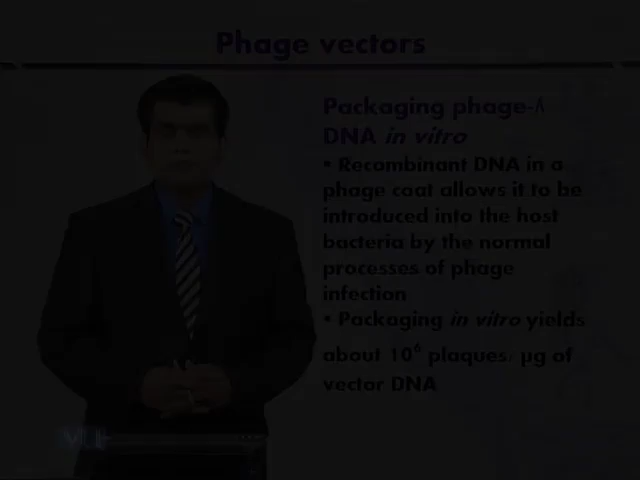 Phage vectors
Packaging phage-λ
DNA in vitro
• Recombinant DNA in a
phage coat allows it to be
introduced into the host
bacteria by the normal
processes of phage
infection
• Packaging in vitro yields
about 10⁶ plaques/ µg of
vector DNA